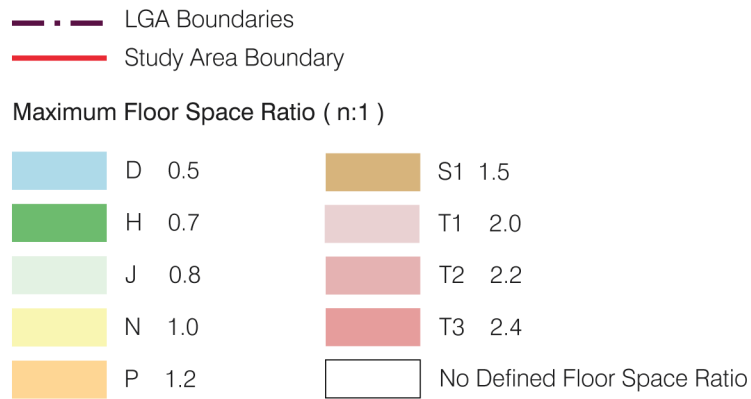 LGA Boundaries
Study Area Boundary
Maximum Floor Space Ratio ( n:1 )
D 0.5
H 0.7
J 0.8
N 1.0
P 1.2
S1 1.5
T1 2.0
T2 2.2
T3 2.4
No Defined Floor Space Ratio